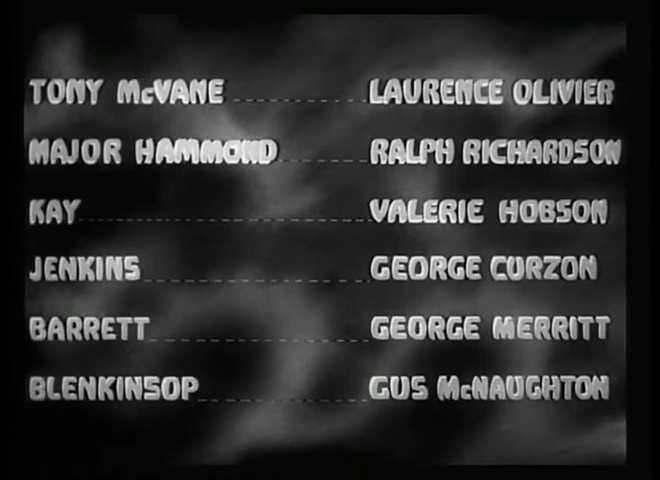 TONY McVANE LAURENCE OLIVIER
MAJOR HAMMOND RALPH RICHARDSON
KAY VALERIE HOBSON
JENKINS GEORGE CURZON
BARRETT GEORGE MERRITT
BLENKINSOP GUS McNAUGHTON